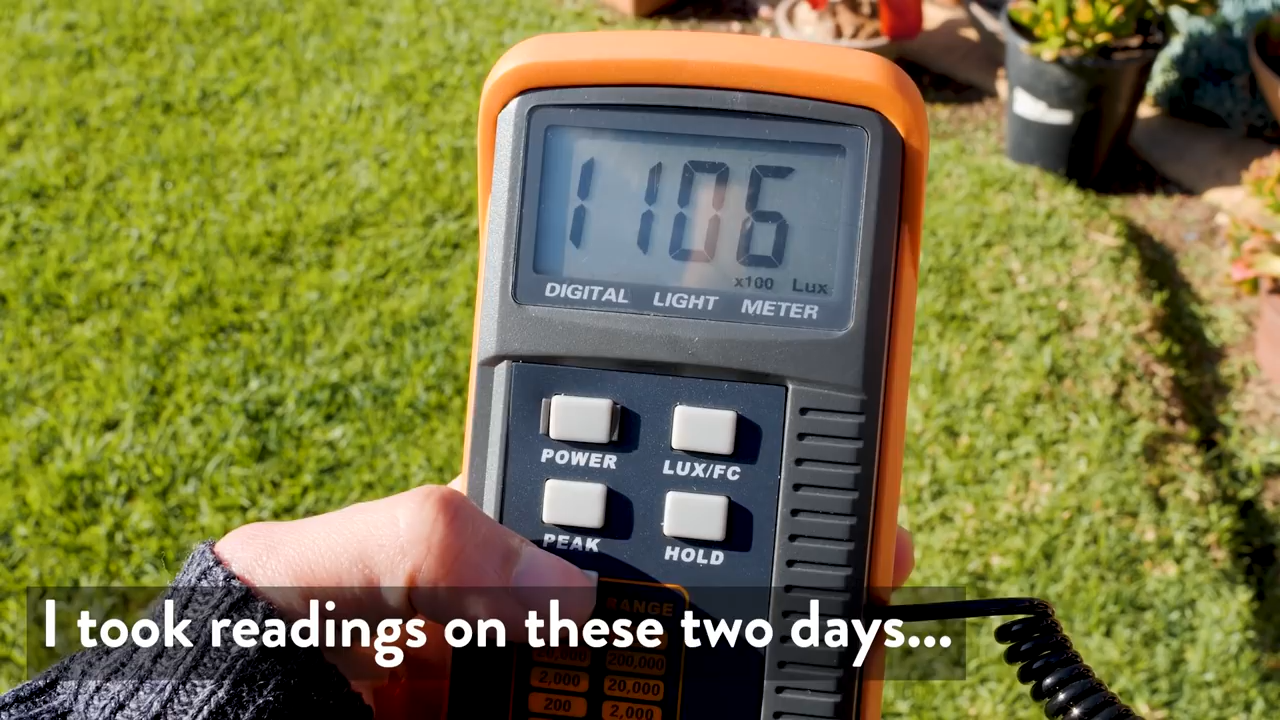 1106
x100 Lux
DIGITAL LIGHT METER
POWER
LUX/FC
PEAK
HOLD
RANGE
I took readings on these two days...
200,000
2,000
20,000
200
2,000